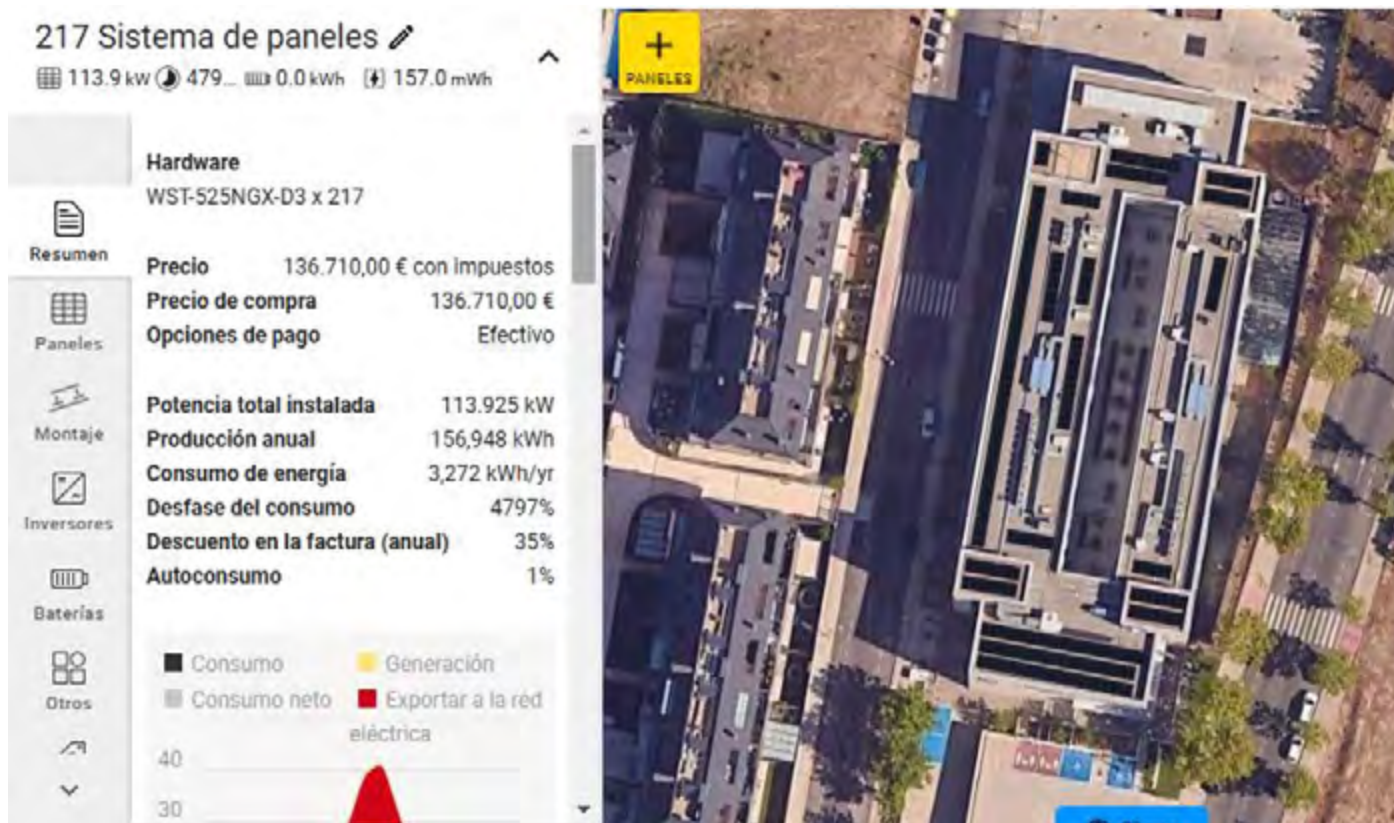 217 Sistema de paneles
113.9 kW 479... 0.0 kWh 157.0 mWh
PANELES
Resumen
Paneles
Montaje
Inversores
Baterías
Otros
Hardware
WST-525NGX-D3 x 217
Precio 136.710,00 € con impuestos
Precio de compra 136.710,00 €
Opciones de pago Efectivo
Potencia total instalada 113.925 kW
Producción anual 156,948 kWh
Consumo de energía 3,272 kWh/yr
Desfase del consumo 4797%
Descuento en la factura (anual) 35%
Autoconsumo 1%
Consumo Generación
Consumo neto Exportar a la red
eléctrica
40
30